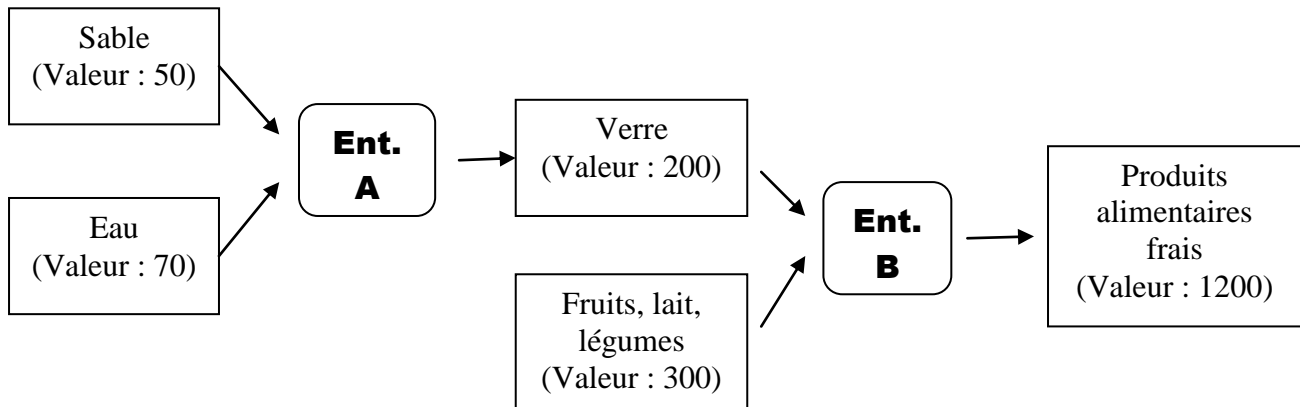 Sable
(Valeur : 50)
Eau
(Valeur : 70)
Ent.
A
Verre
(Valeur : 200)
Fruits, lait,
légumes
(Valeur : 300)
Ent.
B
Produits
alimentaires
frais
(Valeur : 1200)